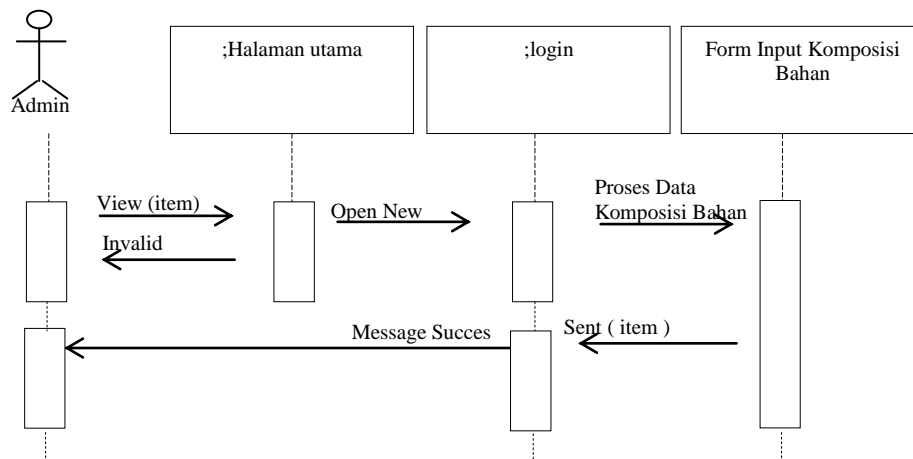 ;Halaman utama
;login
Form Input Komposisi
Bahan
Admin
View (item)
Open New
Proses Data
Komposisi Bahan
Invalid
Message Succes
Sent ( item )